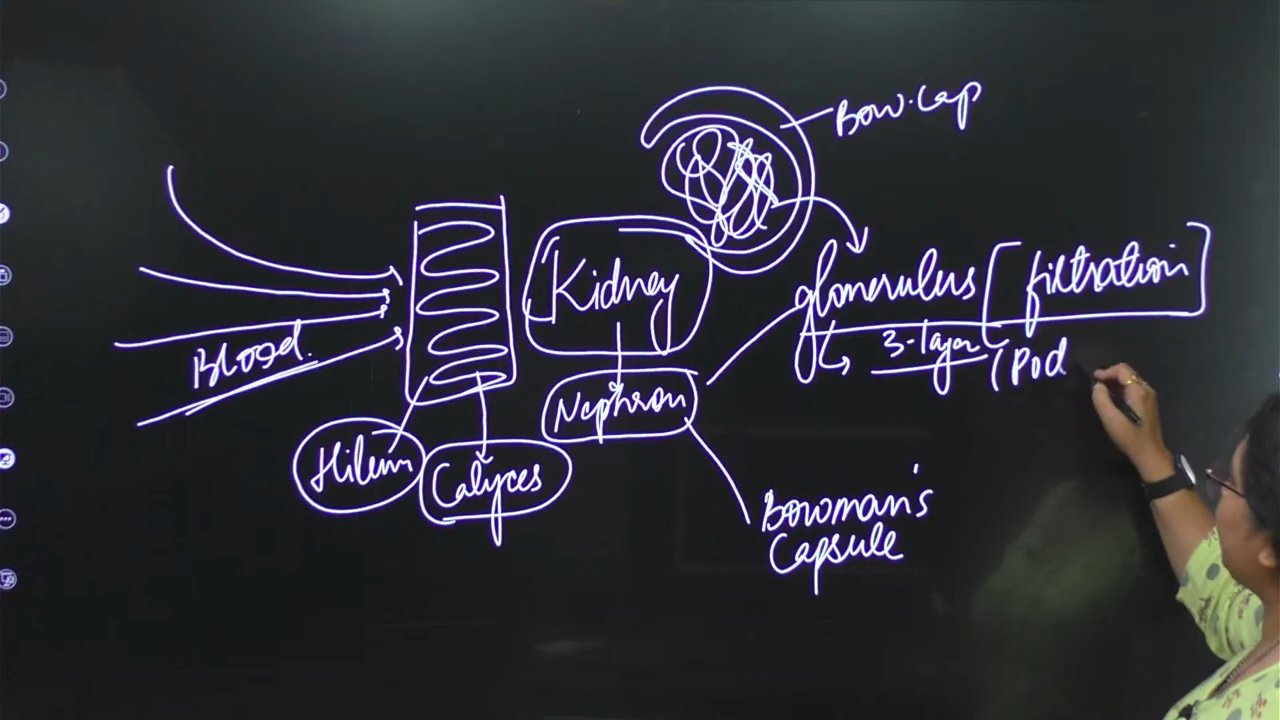 Bow.Cap
Kidney
glomerulus [filtration]
3-layer (Pod
Blood.
Nephron
Hilum
Calyces
Bowman's
Capsule